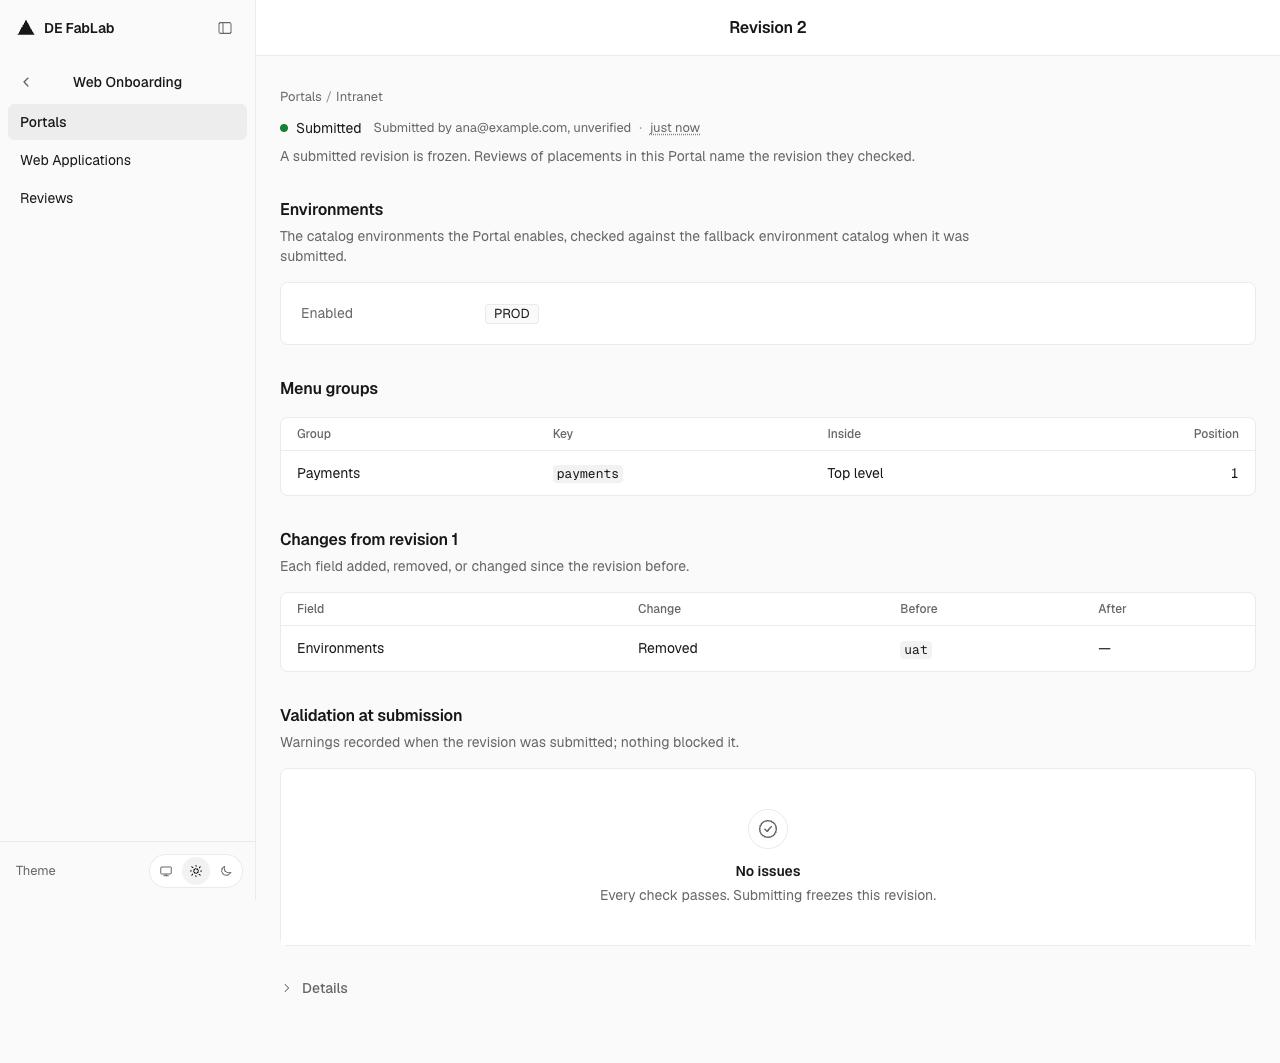 DE FabLab
Revision 2
Web Onboarding
Portals
Web Applications
Reviews
Portals / Intranet
Submitted Submitted by ana@example.com, unverified · just now
A submitted revision is frozen. Reviews of placements in this Portal name the revision they checked.
Environments
The catalog environments the Portal enables, checked against the fallback environment catalog when it was
submitted.
Enabled PROD
Menu groups
Group Key Inside Position
Payments payments Top level 1
Changes from revision 1
Each field added, removed, or changed since the revision before.
Field Change Before After
Environments Removed uat —
Validation at submission
Warnings recorded when the revision was submitted; nothing blocked it.
No issues
Every check passes. Submitting freezes this revision.
Details
Theme